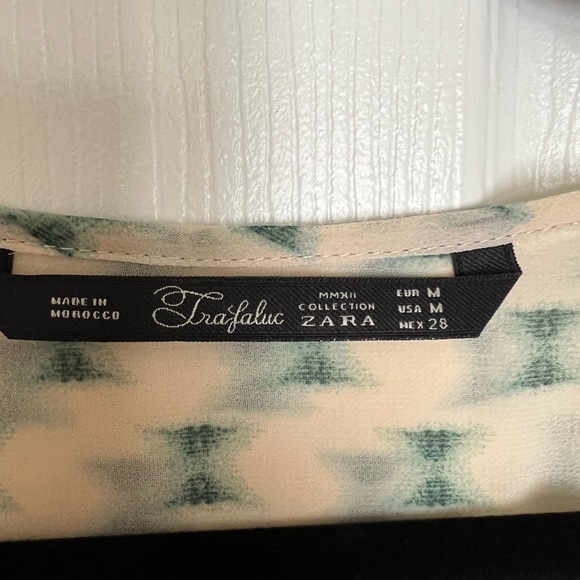 MADE IN
MOROCCO
Trafaluc
MMXII
COLLECTION
ZARA
EUR M
USA M
MEX 28